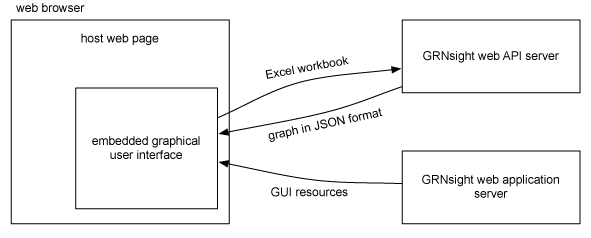 web browser
host web page
embedded graphical
user interface
Excel workbook
graph in JSON format
GUI resources
GRNsight web API server
GRNsight web application
server